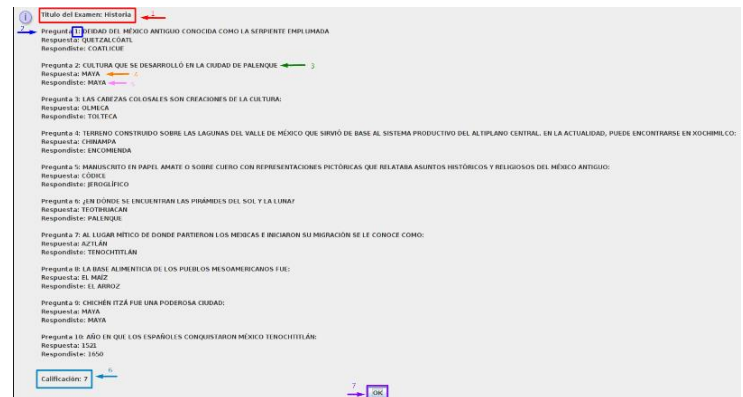 Titulo del Examen: Historia 1
2 Pregunta 1: DEIDAD DEL MÉXICO ANTIGUO CONOCIDA COMO LA SERPIENTE EMPLUMADA
Respuesta: QUETZALCÓATL
Respondiste: COATLICUE
Pregunta 2: CULTURA QUE SE DESARROLLÓ EN LA CIUDAD DE PALENQUE 3
Respuesta: MAYA 4
Respondiste: MAYA 5
Pregunta 3: LAS CABEZAS COLOSALES SON CREACIONES DE LA CULTURA:
Respuesta: OLMECA
Respondiste: TOLTECA
Pregunta 4: TERRENO CONSTRUIDO SOBRE LAS LAGUNAS DEL VALLE DE MÉXICO QUE SIRVIÓ DE BASE AL SISTEMA PRODUCTIVO DEL ALTIPLANO CENTRAL. EN LA ACTUALIDAD, PUEDE ENCONTRARSE EN XOCHIMILCO:
Respuesta: CHINAMPA
Respondiste: ENCOMIENDA
Pregunta 5: MANUSCRITO EN PAPEL AMATE O SOBRE CUERO CON REPRESENTACIONES PICTÓRICAS QUE RELATABA ASUNTOS HISTÓRICOS Y RELIGIOSOS DEL MÉXICO ANTIGUO:
Respuesta: CÓDICE
Respondiste: JEROGLÍFICO
Pregunta 6: ¿EN DÓNDE SE ENCUENTRAN LAS PIRÁMIDES DEL SOL Y LA LUNA?
Respuesta: TEOTIHUACAN
Respondiste: PALENQUE
Pregunta 7: AL LUGAR MÍTICO DE DONDE PARTIERON LOS MEXICAS E INICIARON SU MIGRACIÓN SE LE CONOCE COMO:
Respuesta: AZTLÁN
Respondiste: TENOCHTITLÁN
Pregunta 8: LA BASE ALIMENTICIA DE LOS PUEBLOS MESOAMERICANOS FUE:
Respuesta: EL MAÍZ
Respondiste: EL ARROZ
Pregunta 9: CHICHÉN ITZÁ FUE UNA PODEROSA CIUDAD:
Respuesta: MAYA
Respondiste: MAYA
Pregunta 10: AÑO EN QUE LOS ESPAÑOLES CONQUISTARON MÉXICO TENOCHTITLÁN:
Respuesta: 1521
Respondiste: 1650
Calificación: 7 6
7 OK